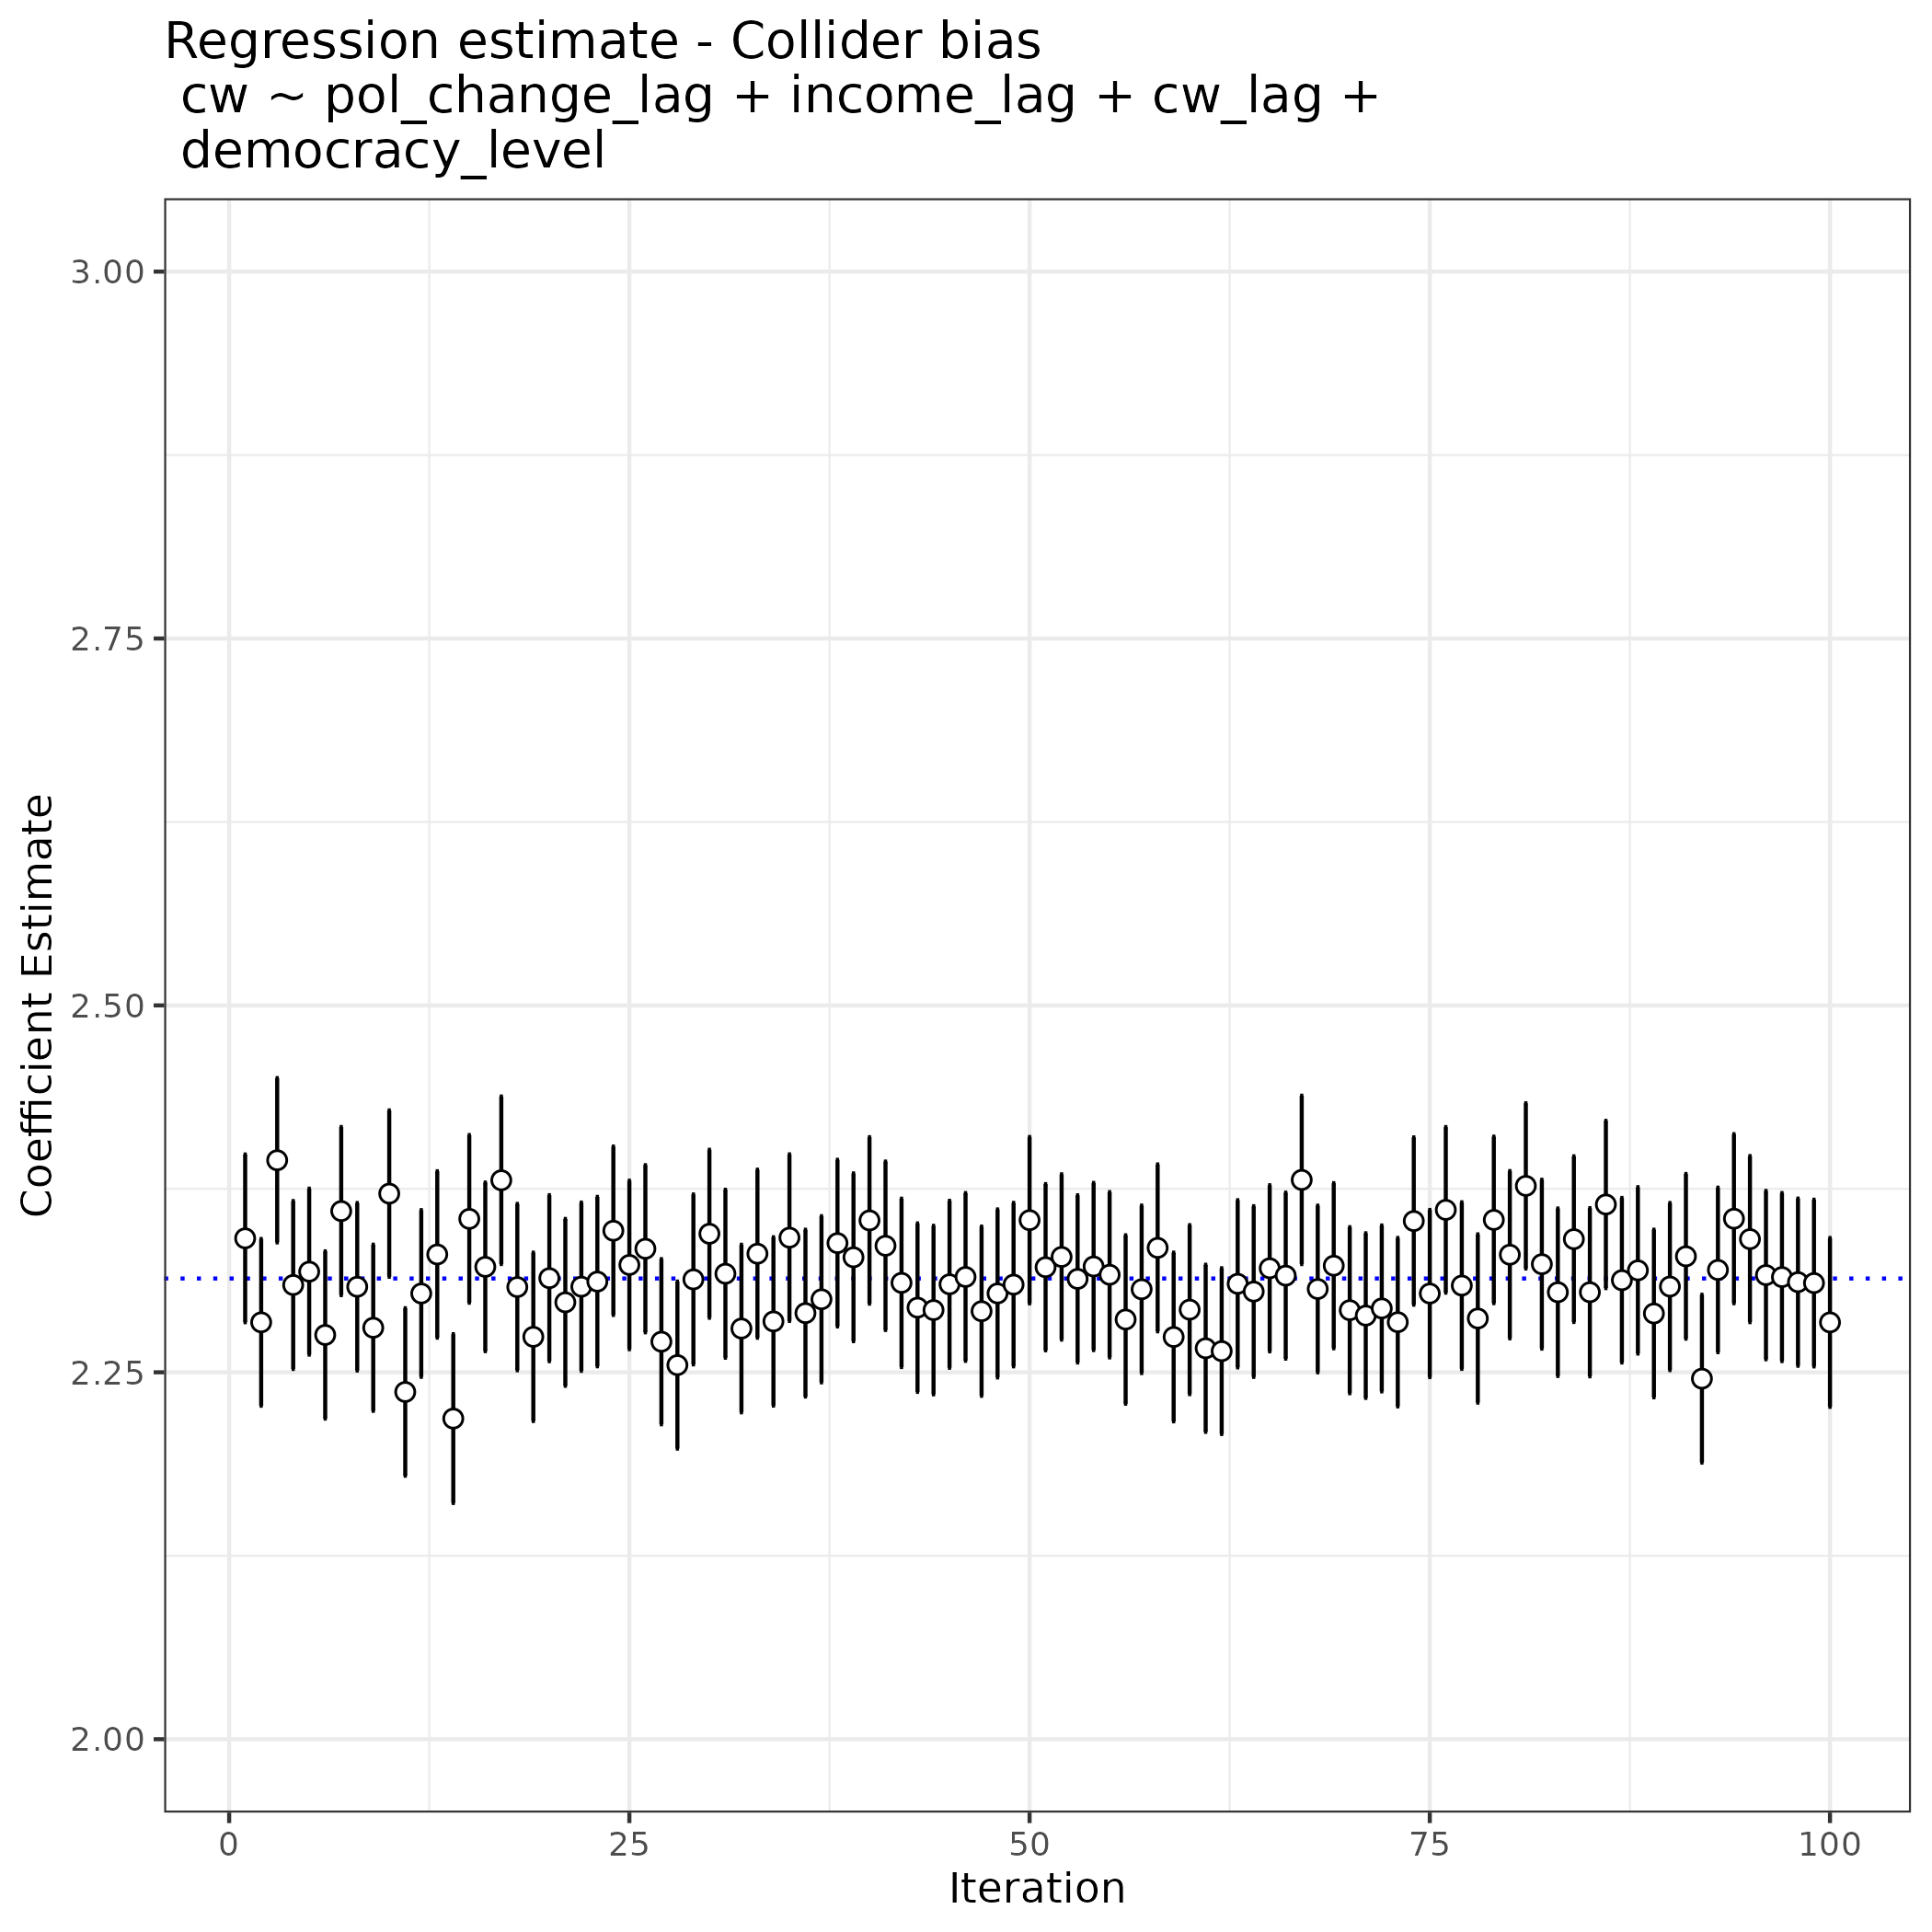 Regression estimate - Collider bias
cw ~ pol_change_lag + income_lag + cw_lag +
democracy_level
Coefficient Estimate
3.00
2.75
2.50
2.25
2.00
0 25 50 75 100
Iteration